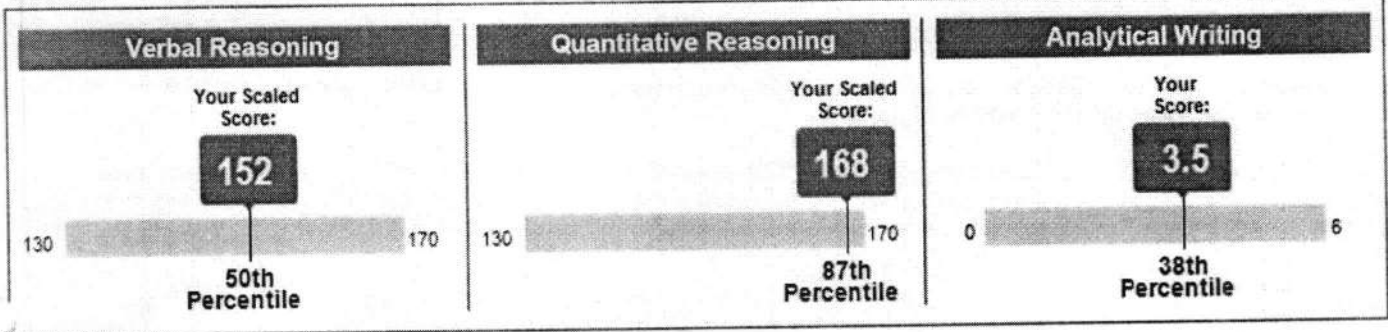 Verbal Reasoning
Your Scaled
Score:
152
130
170
50th
Percentile
Quantitative Reasoning
Your Scaled
Score:
168
130
170
87th
Percentile
Analytical Writing
Your
Score:
3.5
0
6
38th
Percentile